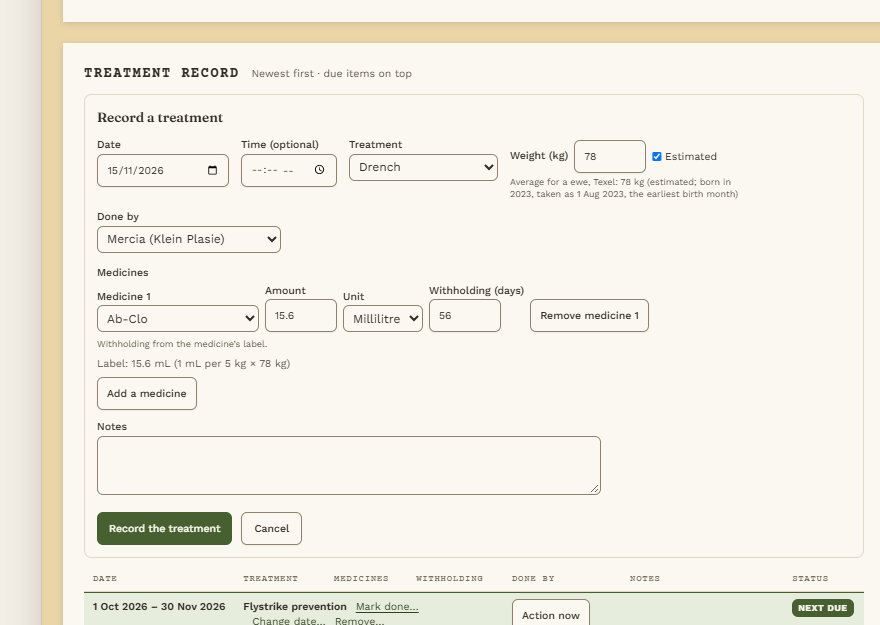 TREATMENT RECORD Newest first · due items on top
Record a treatment
Date Time (optional) Treatment
15/11/2026 --:-- -- Drench Weight (kg) 78 Estimated
Average for a ewe, Texel: 78 kg (estimated; born in
2023, taken as 1 Aug 2023, the earliest birth month)
Done by
Mercia (Klein Plasie)
Medicines
Medicine 1 Amount Unit Withholding (days)
Ab-Clo 15.6 Millilitre 56 Remove medicine 1
Withholding from the medicine's label.
Label: 15.6 mL (1 mL per 5 kg × 78 kg)
Add a medicine
Notes
Record the treatment Cancel
DATE TREATMENT MEDICINES WITHHOLDING DONE BY NOTES STATUS
1 Oct 2026 – 30 Nov 2026 Flystrike prevention Mark done... Action now NEXT DUE
Change date... Remove...